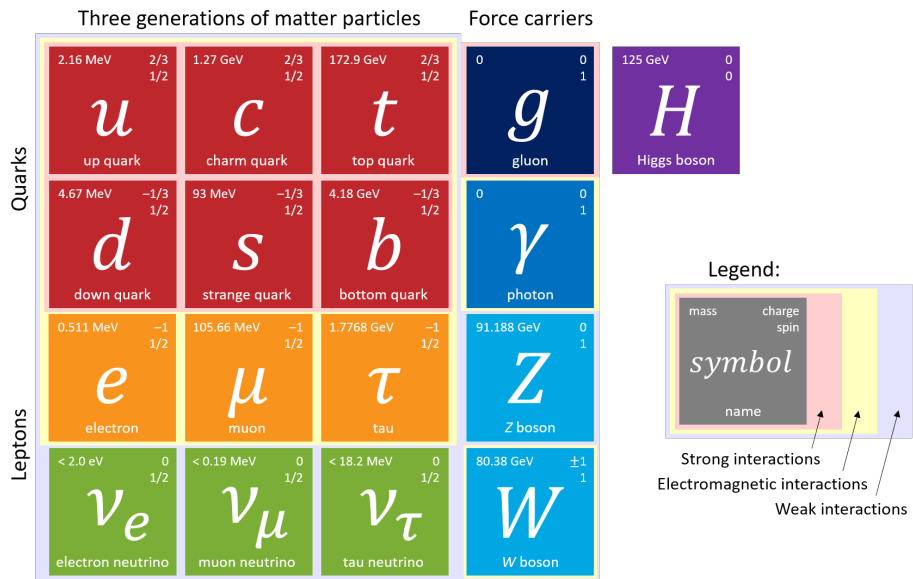 Three generations of matter particles
Force carriers
Quarks
Leptons
2.16 MeV 2/3
1/2
u
up quark
1.27 GeV 2/3
1/2
c
charm quark
172.9 GeV 2/3
1/2
t
top quark
0 0
1
g
gluon
125 GeV 0
0
H
Higgs boson
4.67 MeV –1/3
1/2
d
down quark
93 MeV –1/3
1/2
s
strange quark
4.18 GeV –1/3
1/2
b
bottom quark
0 0
1
γ
photon
0.511 MeV –1
1/2
e
electron
105.66 MeV –1
1/2
μ
muon
1.7768 GeV –1
1/2
τ
tau
91.188 GeV 0
1
Z
Z boson
< 2.0 eV 0
1/2
νe
electron neutrino
< 0.19 MeV 0
1/2
νμ
muon neutrino
< 18.2 MeV 0
1/2
ντ
tau neutrino
80.38 GeV ±1
1
W
W boson
Legend:
mass charge
spin
symbol
name
Strong interactions
Electromagnetic interactions
Weak interactions